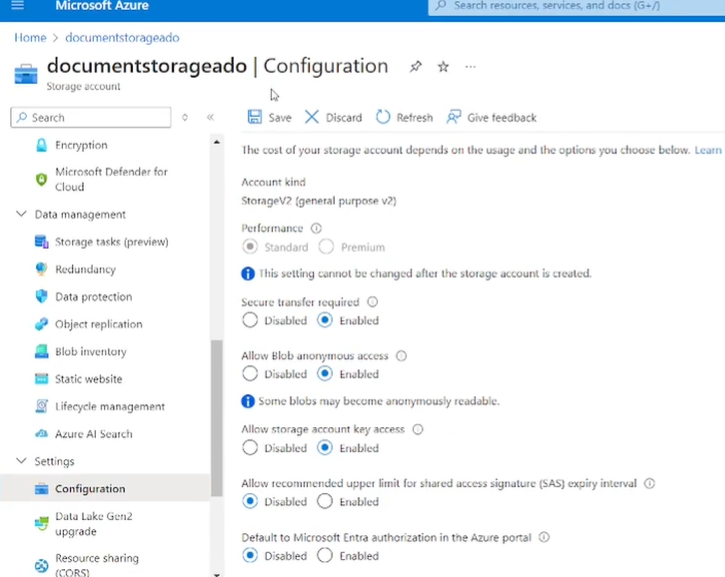 Microsoft Azure
Search resources, services, and docs (G+/)
Home > documentstorageado
documentstorageado | Configuration
Storage account
Search
Encryption
Microsoft Defender for
Cloud
Data management
Storage tasks (preview)
Redundancy
Data protection
Object replication
Blob inventory
Static website
Lifecycle management
Azure AI Search
Settings
Configuration
Data Lake Gen2
upgrade
Resource sharing
(CORS)
Save Discard Refresh Give feedback
The cost of your storage account depends on the usage and the options you choose below. Learn
Account kind
StorageV2 (general purpose v2)
Performance
Standard Premium
This setting cannot be changed after the storage account is created.
Secure transfer required
Disabled Enabled
Allow Blob anonymous access
Disabled Enabled
Some blobs may become anonymously readable.
Allow storage account key access
Disabled Enabled
Allow recommended upper limit for shared access signature (SAS) expiry interval
Disabled Enabled
Default to Microsoft Entra authorization in the Azure portal
Disabled Enabled